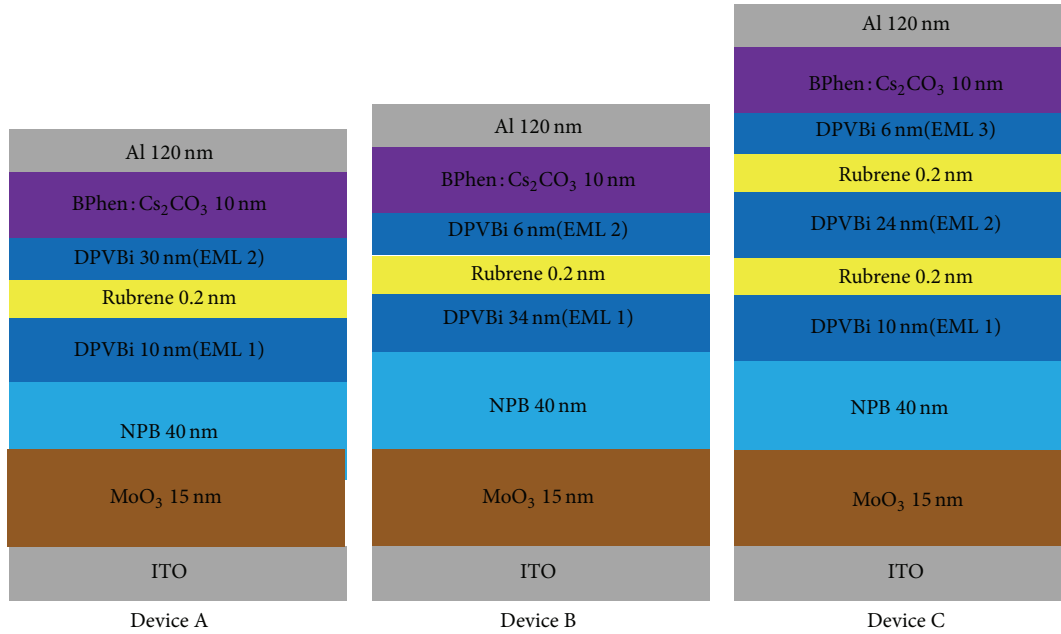 Al 120 nm
BPhen : Cs₂CO₃ 10 nm
DPVBi 30 nm(EML 2)
Rubrene 0.2 nm
DPVBi 10 nm(EML 1)
NPB 40 nm
MoO₃ 15 nm
ITO
Device A
Al 120 nm
BPhen : Cs₂CO₃ 10 nm
DPVBi 6 nm(EML 2)
Rubrene 0.2 nm
DPVBi 34 nm(EML 1)
NPB 40 nm
MoO₃ 15 nm
ITO
Device B
Al 120 nm
BPhen : Cs₂CO₃ 10 nm
DPVBi 6 nm(EML 3)
Rubrene 0.2 nm
DPVBi 24 nm(EML 2)
Rubrene 0.2 nm
DPVBi 10 nm(EML 1)
NPB 40 nm
MoO₃ 15 nm
ITO
Device C